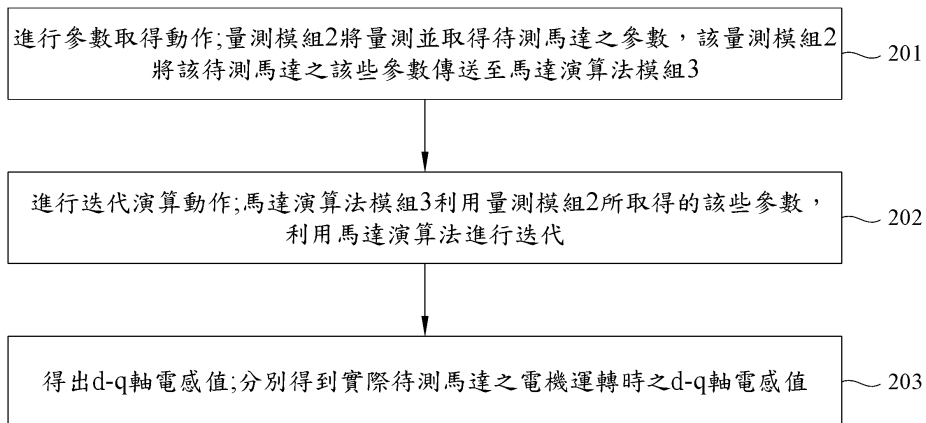 進行參數取得動作;量測模組2將量測並取得待測馬達之參數，該量測模組2
將該待測馬達之該些參數傳送至馬達演算法模組3
201
進行迭代演算動作;馬達演算法模組3利用量測模組2所取得的該些參數，
利用馬達演算法進行迭代
202
得出d-q軸電感值;分別得到實際待測馬達之電機運轉時之d-q軸電感值
203